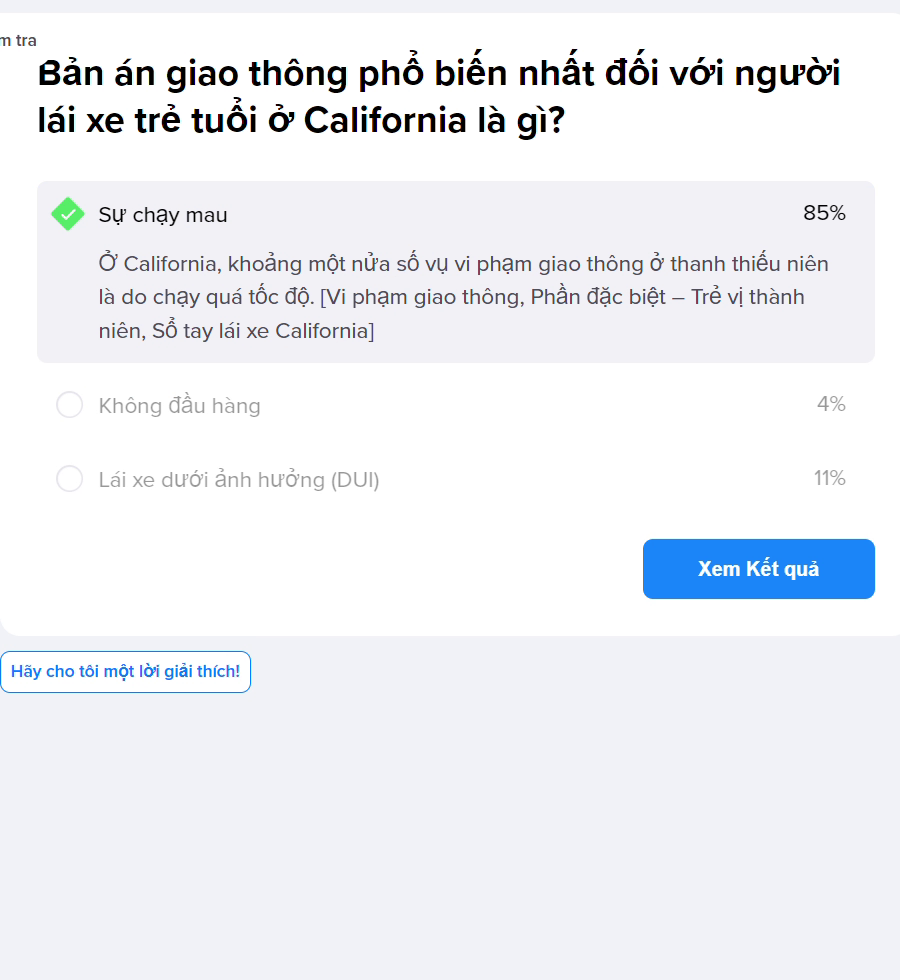 m tra
Bản án giao thông phổ biến nhất đối với người
lái xe trẻ tuổi ở California là gì?
Sự chạy mau
85%
Ở California, khoảng một nửa số vụ vi phạm giao thông ở thanh thiếu niên
là do chạy quá tốc độ. [Vi phạm giao thông, Phần đặc biệt – Trẻ vị thành
niên, Sổ tay lái xe California]
Không đầu hàng
4%
Lái xe dưới ảnh hưởng (DUI)
11%
Xem Kết quả
Hãy cho tôi một lời giải thích!